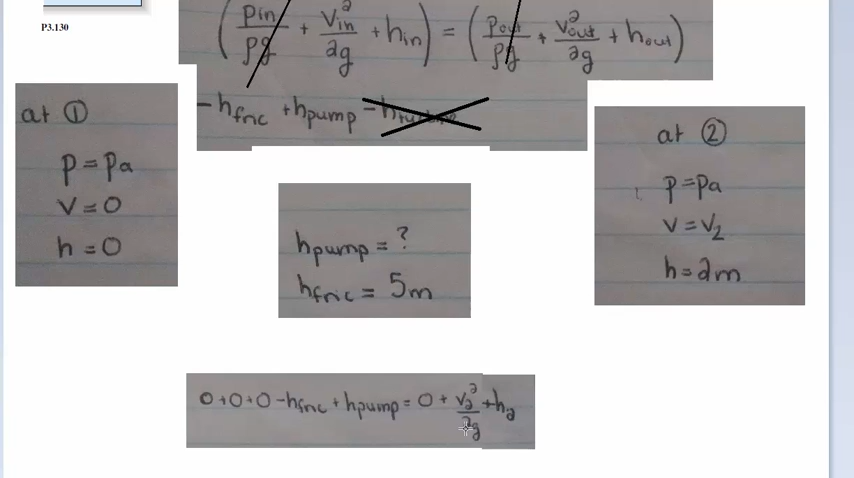 P3.130
(pin/ρg + Vin²/2g + hin) = (pout/ρg + Vout²/2g + hout)
-hfric + hpump -
at ①
p = pa
v = 0
h = 0
hpump = ?
hfric = 5m
at ②
p = pa
v = v₂
h = 2m
0 + 0 + 0 - hfric + hpump = 0 + v₂²/2g + h₂